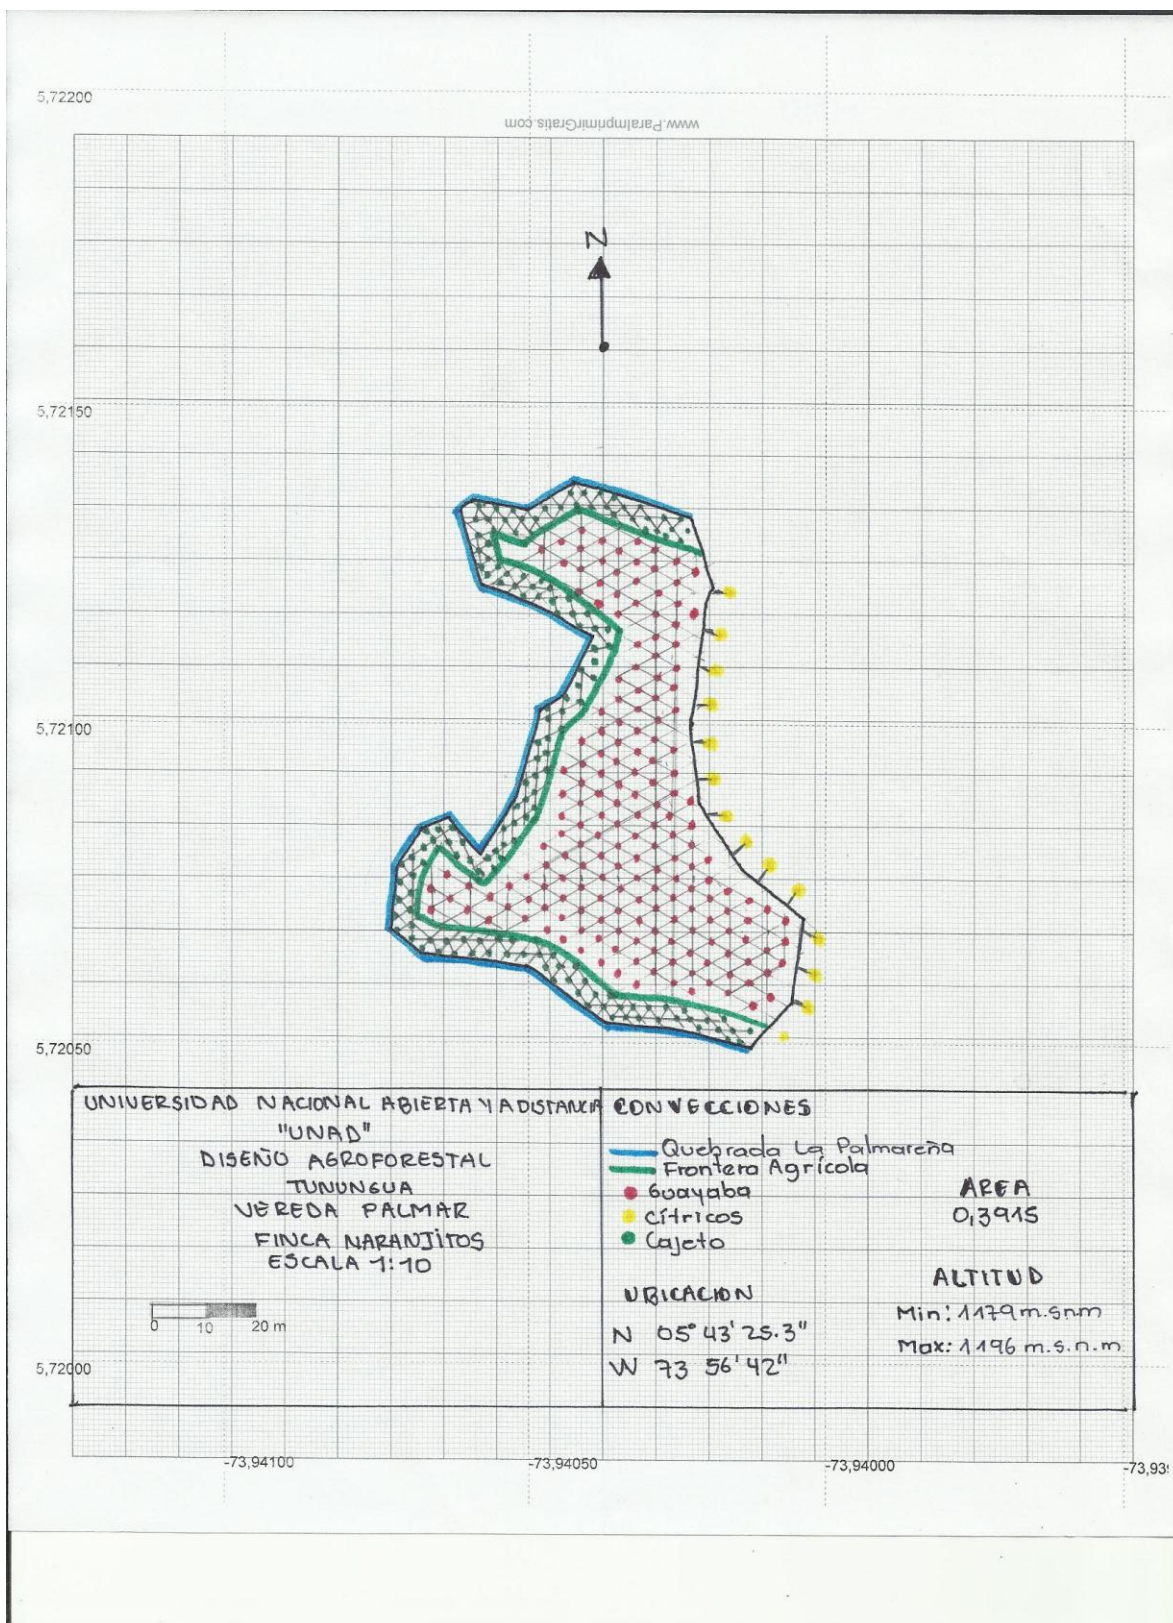 5,72200
www.ParaImprimirGratis.com
N
5,72150
5,72100
5,72050
UNIVERSIDAD NACIONAL ABIERTA Y A DISTANCIA
"UNAD"
DISEÑO AGROFORESTAL
TUNUNGUA
VEREDA PALMAR
FINCA NARANJITOS
ESCALA 1:10
0 10 20 m
CONVECCIONES
Quebrada La Palmareña
Frontera Agrícola
Guayaba
cítricos
Cajeto
AREA
0,3915
UBICACION
N 05° 43' 25.3"
W 73 56' 42"
ALTITUD
Min: 1179 m.snm
Max: 1196 m.s.n.m
5,72000
-73,94100
-73,94050
-73,94000
-73,939